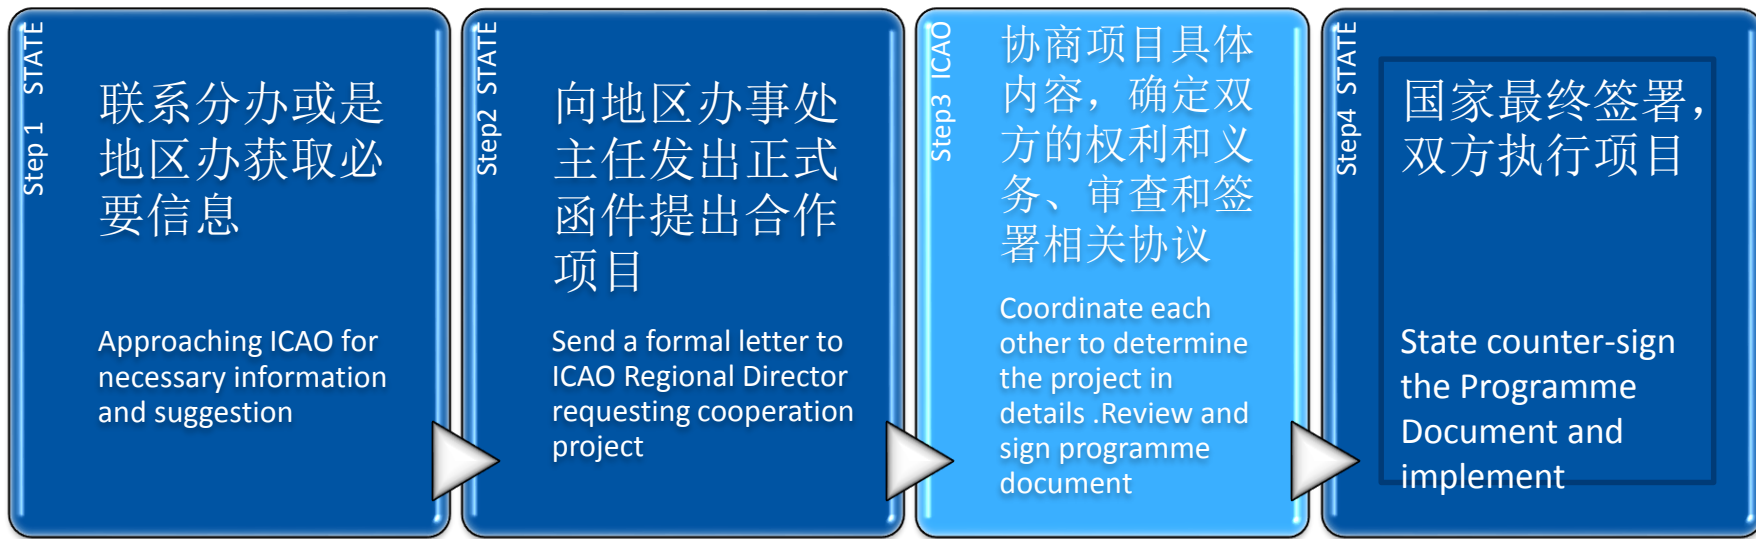 Step 1 STATE
联系分办或是
地区办获取必
要信息
Approaching ICAO for
necessary information
and suggestion
Step2 STATE
向地区办事处
主任发出正式
函件提出合作
项目
Send a formal letter to
ICAO Regional Director
requesting cooperation
project
Step3 ICAO
协商项目具体
内容，确定双
方的权利和义
务、审查和签
署相关协议
Coordinate each
other to determine
the project in
details .Review and
sign programme
document
Step4 STATE
国家最终签署，
双方执行项目
State counter-sign
the Programme
Document and
implement